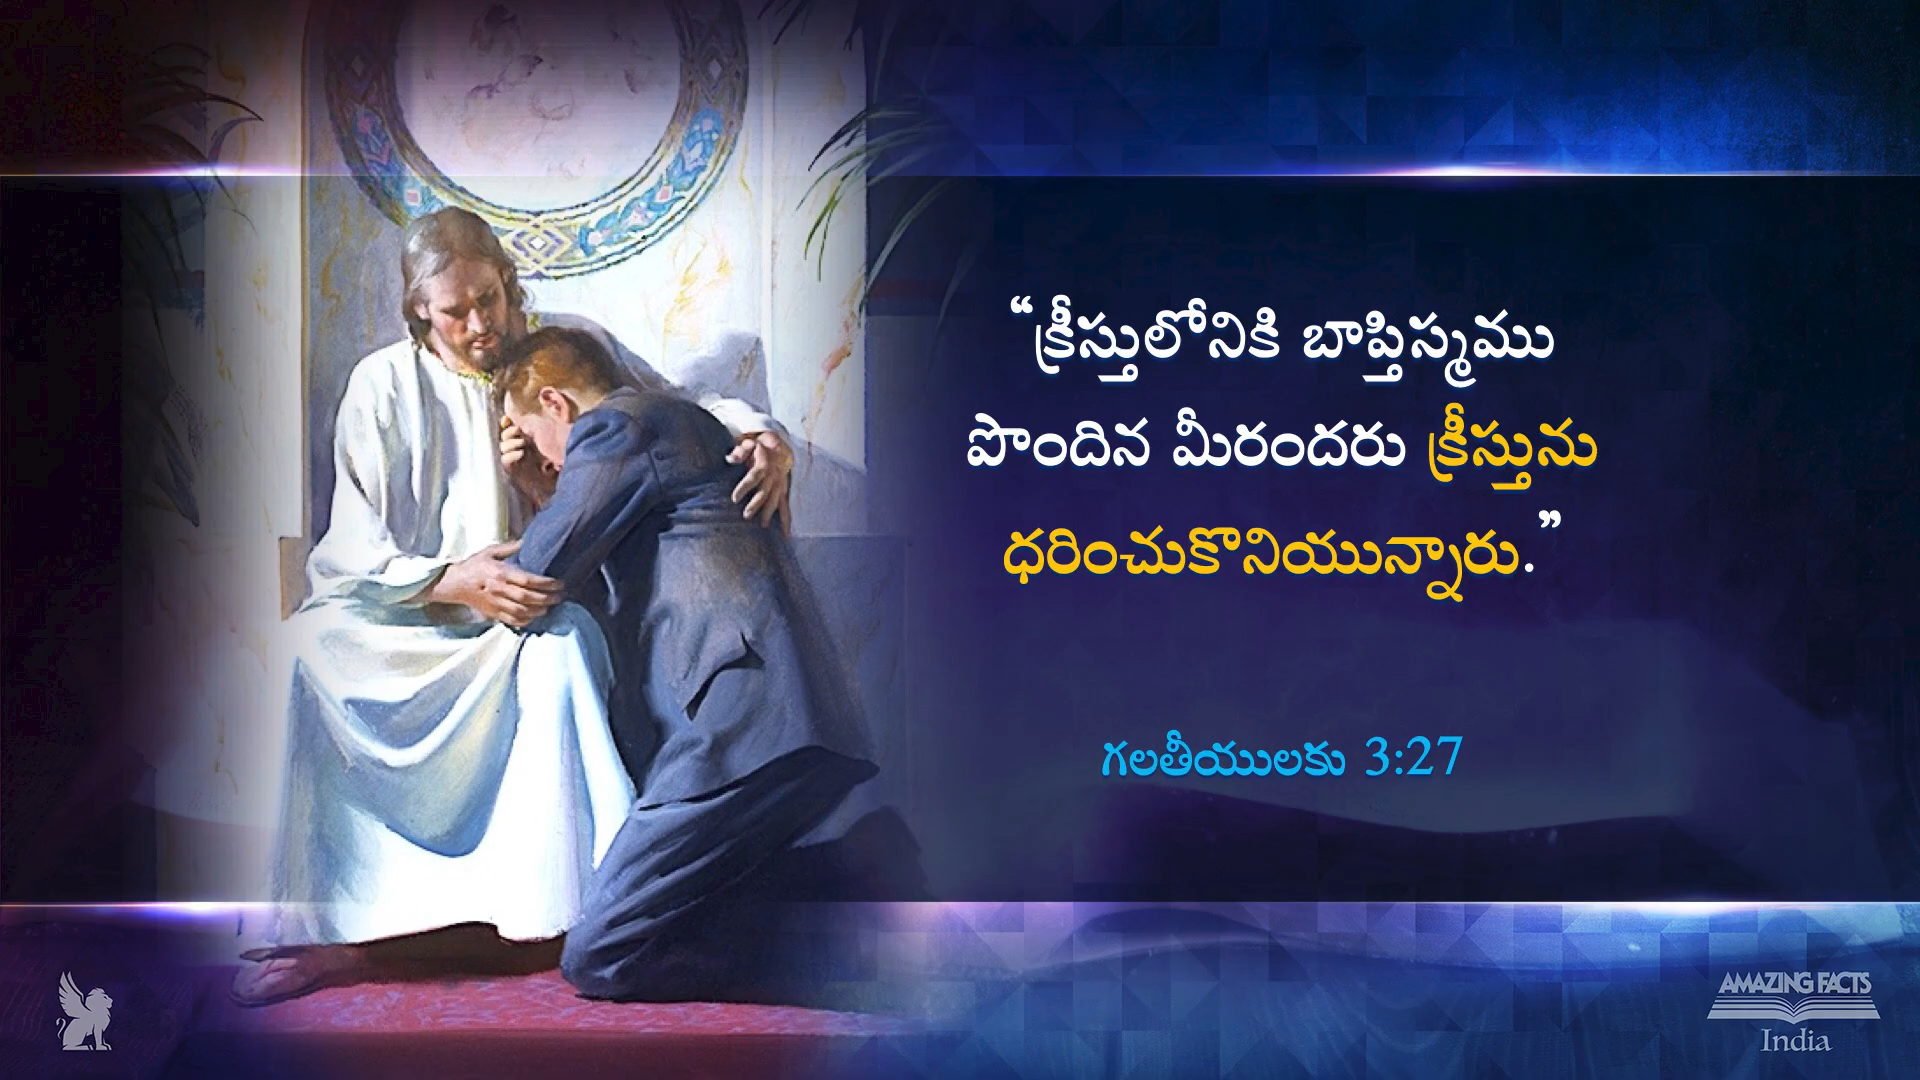 “క్రీస్తులోనికి బాప్తిస్మము
పొందిన మీరందరు క్రీస్తును
ధరించుకొనియున్నారు.”
గలతీయులకు 3:27
AMAZING FACTS
India